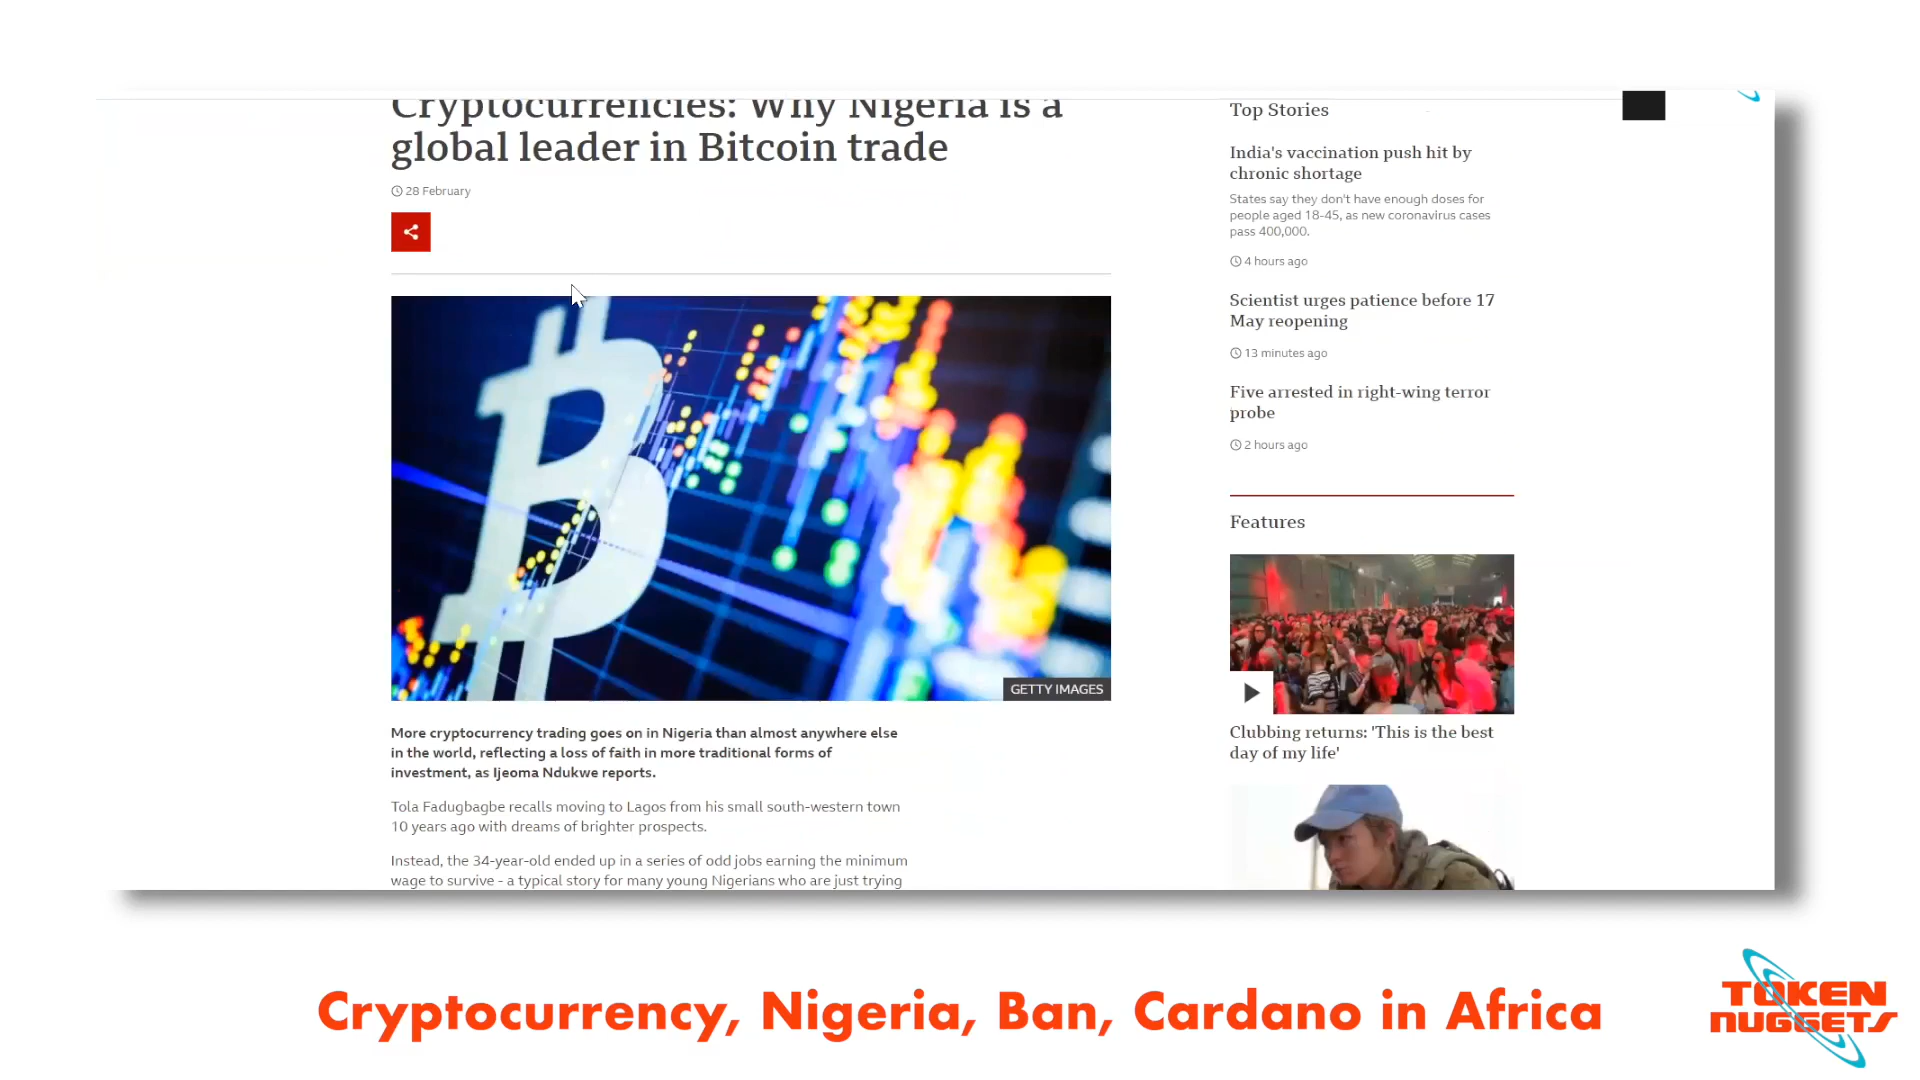 Cryptocurrencies: Why Nigeria is a
global leader in Bitcoin trade
28 February
GETTY IMAGES
More cryptocurrency trading goes on in Nigeria than almost anywhere else
in the world, reflecting a loss of faith in more traditional forms of
investment, as Ijeoma Ndukwe reports.
Tola Fadugbagbe recalls moving to Lagos from his small south-western town
10 years ago with dreams of brighter prospects.
Instead, the 34-year-old ended up in a series of odd jobs earning the minimum
wage to survive - a typical story for many young Nigerians who are just trying
Top Stories
India's vaccination push hit by
chronic shortage
States say they don't have enough doses for
people aged 18-45, as new coronavirus cases
pass 400,000.
4 hours ago
Scientist urges patience before 17
May reopening
13 minutes ago
Five arrested in right-wing terror
probe
2 hours ago
Features
Clubbing returns: 'This is the best
day of my life'
Cryptocurrency, Nigeria, Ban, Cardano in Africa
TOKEN
NUGGETS